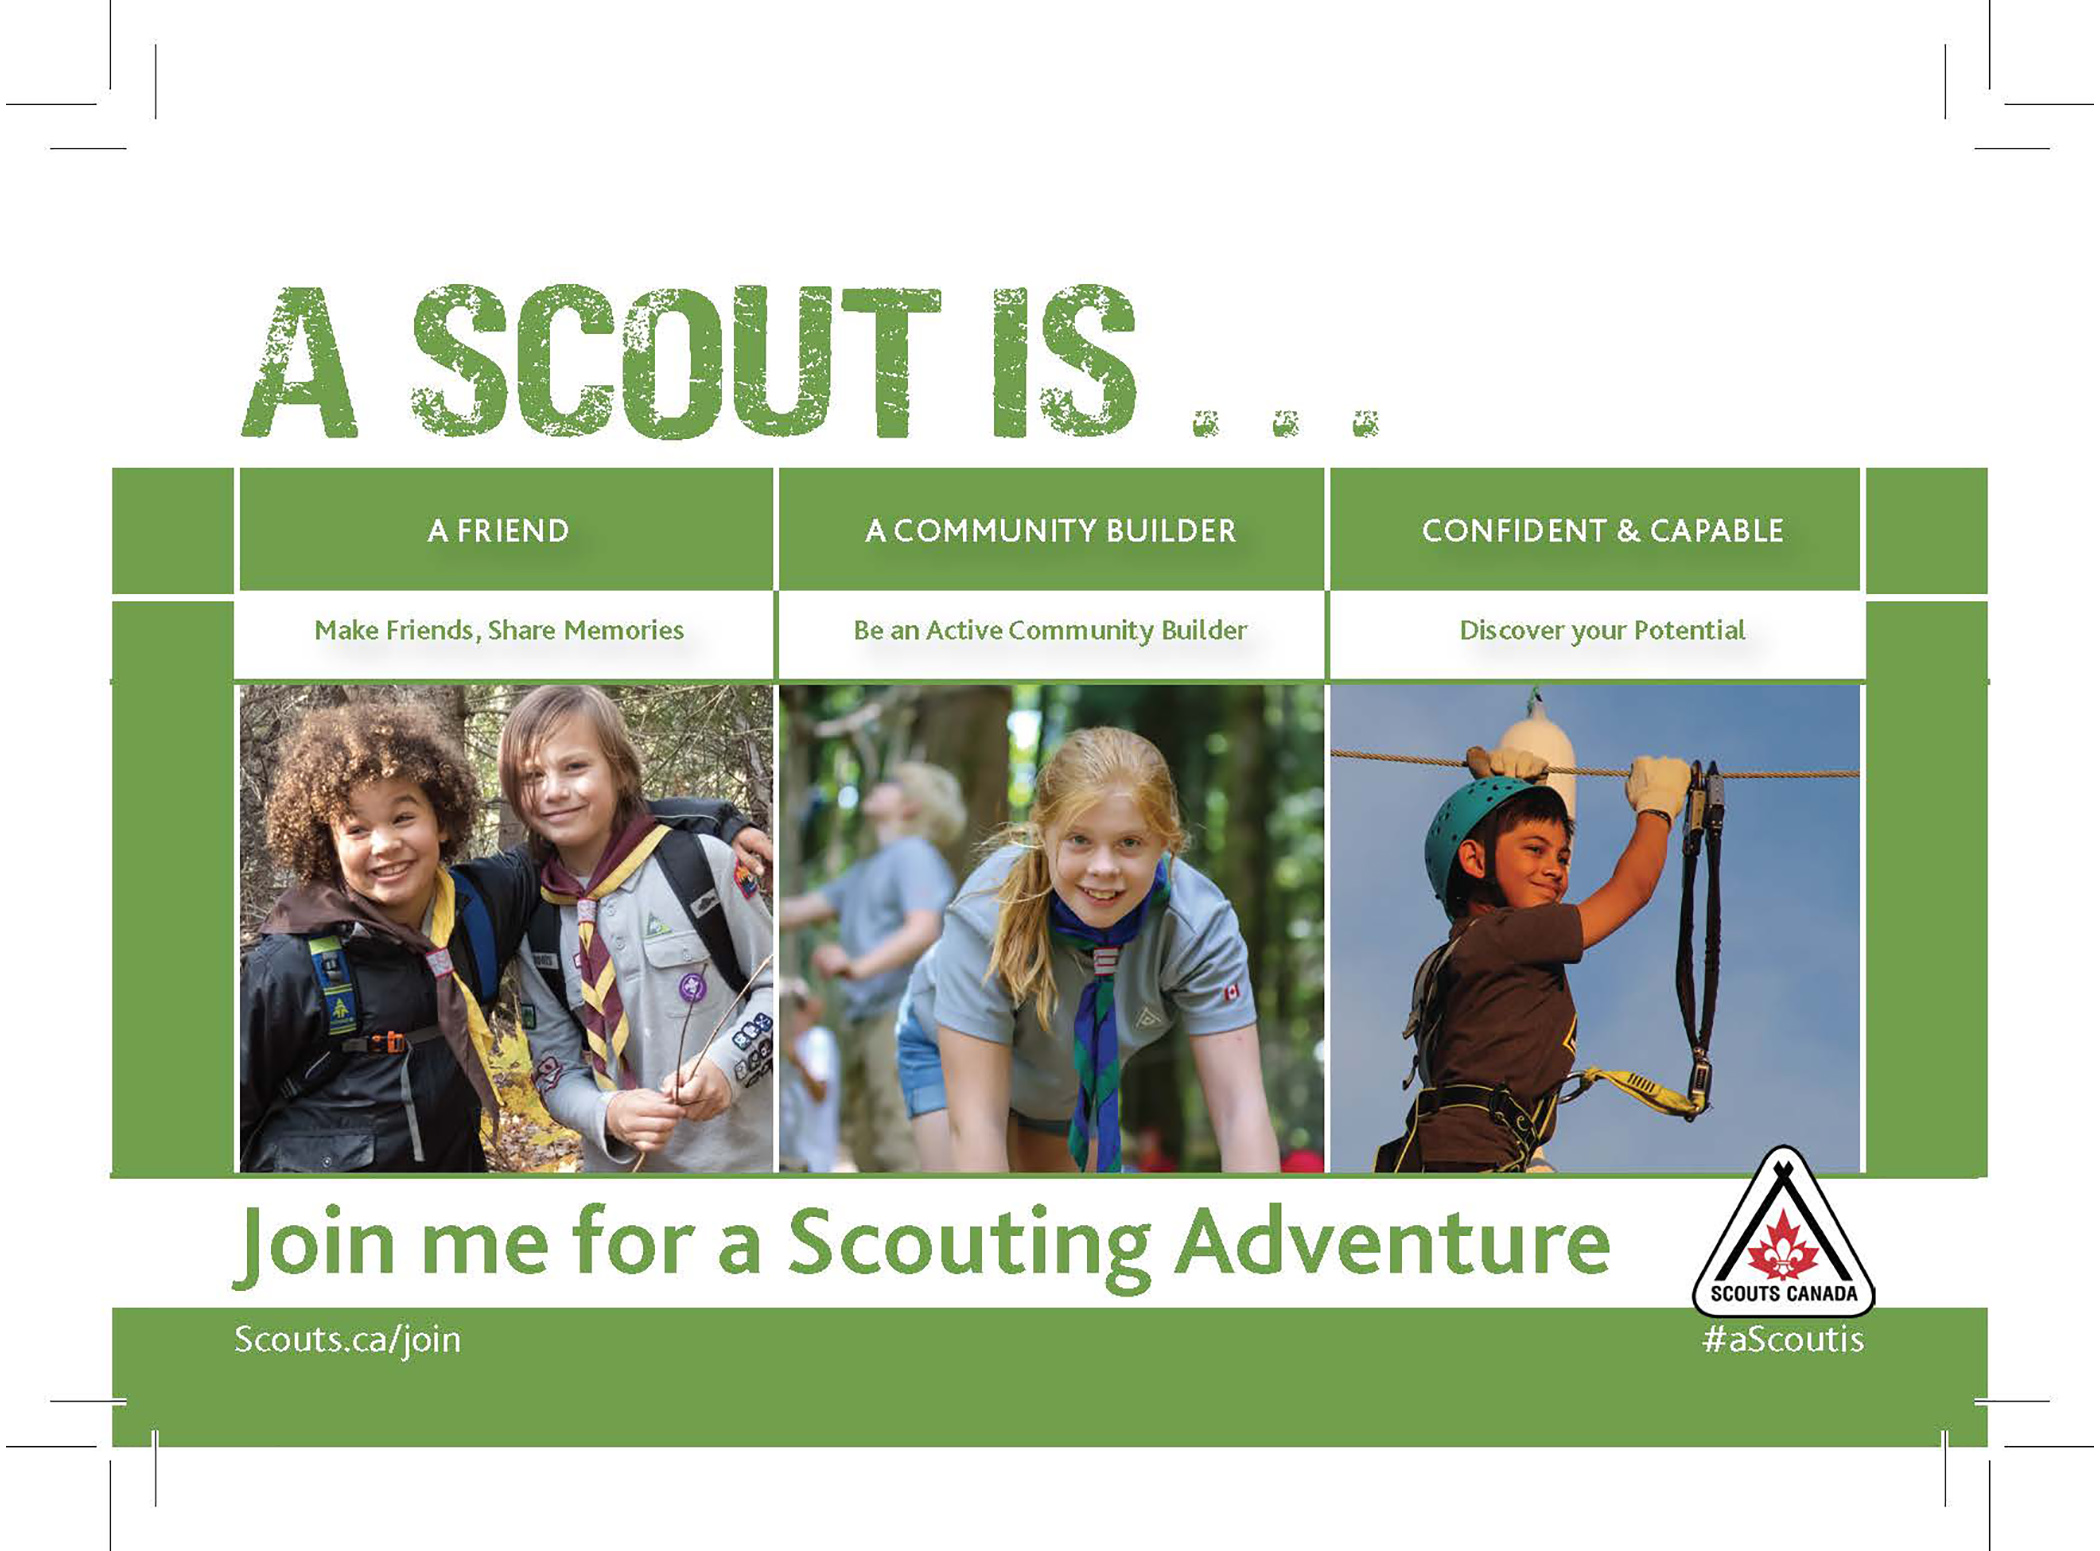 A SCOUT IS . . .
A FRIEND
A COMMUNITY BUILDER
CONFIDENT & CAPABLE
Make Friends, Share Memories
Be an Active Community Builder
Discover your Potential
Join me for a Scouting Adventure
SCOUTS CANADA
Scouts.ca/join
#aScoutis